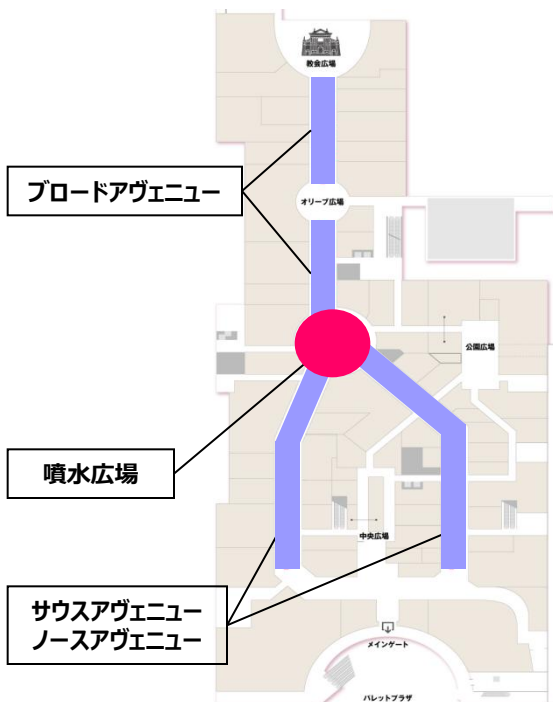 教会広場
ブロードアヴェニュー
オリーブ広場
公園広場
噴水広場
中央広場
サウスアヴェニュー
ノースアヴェニュー
メインゲート
パレットプラザ